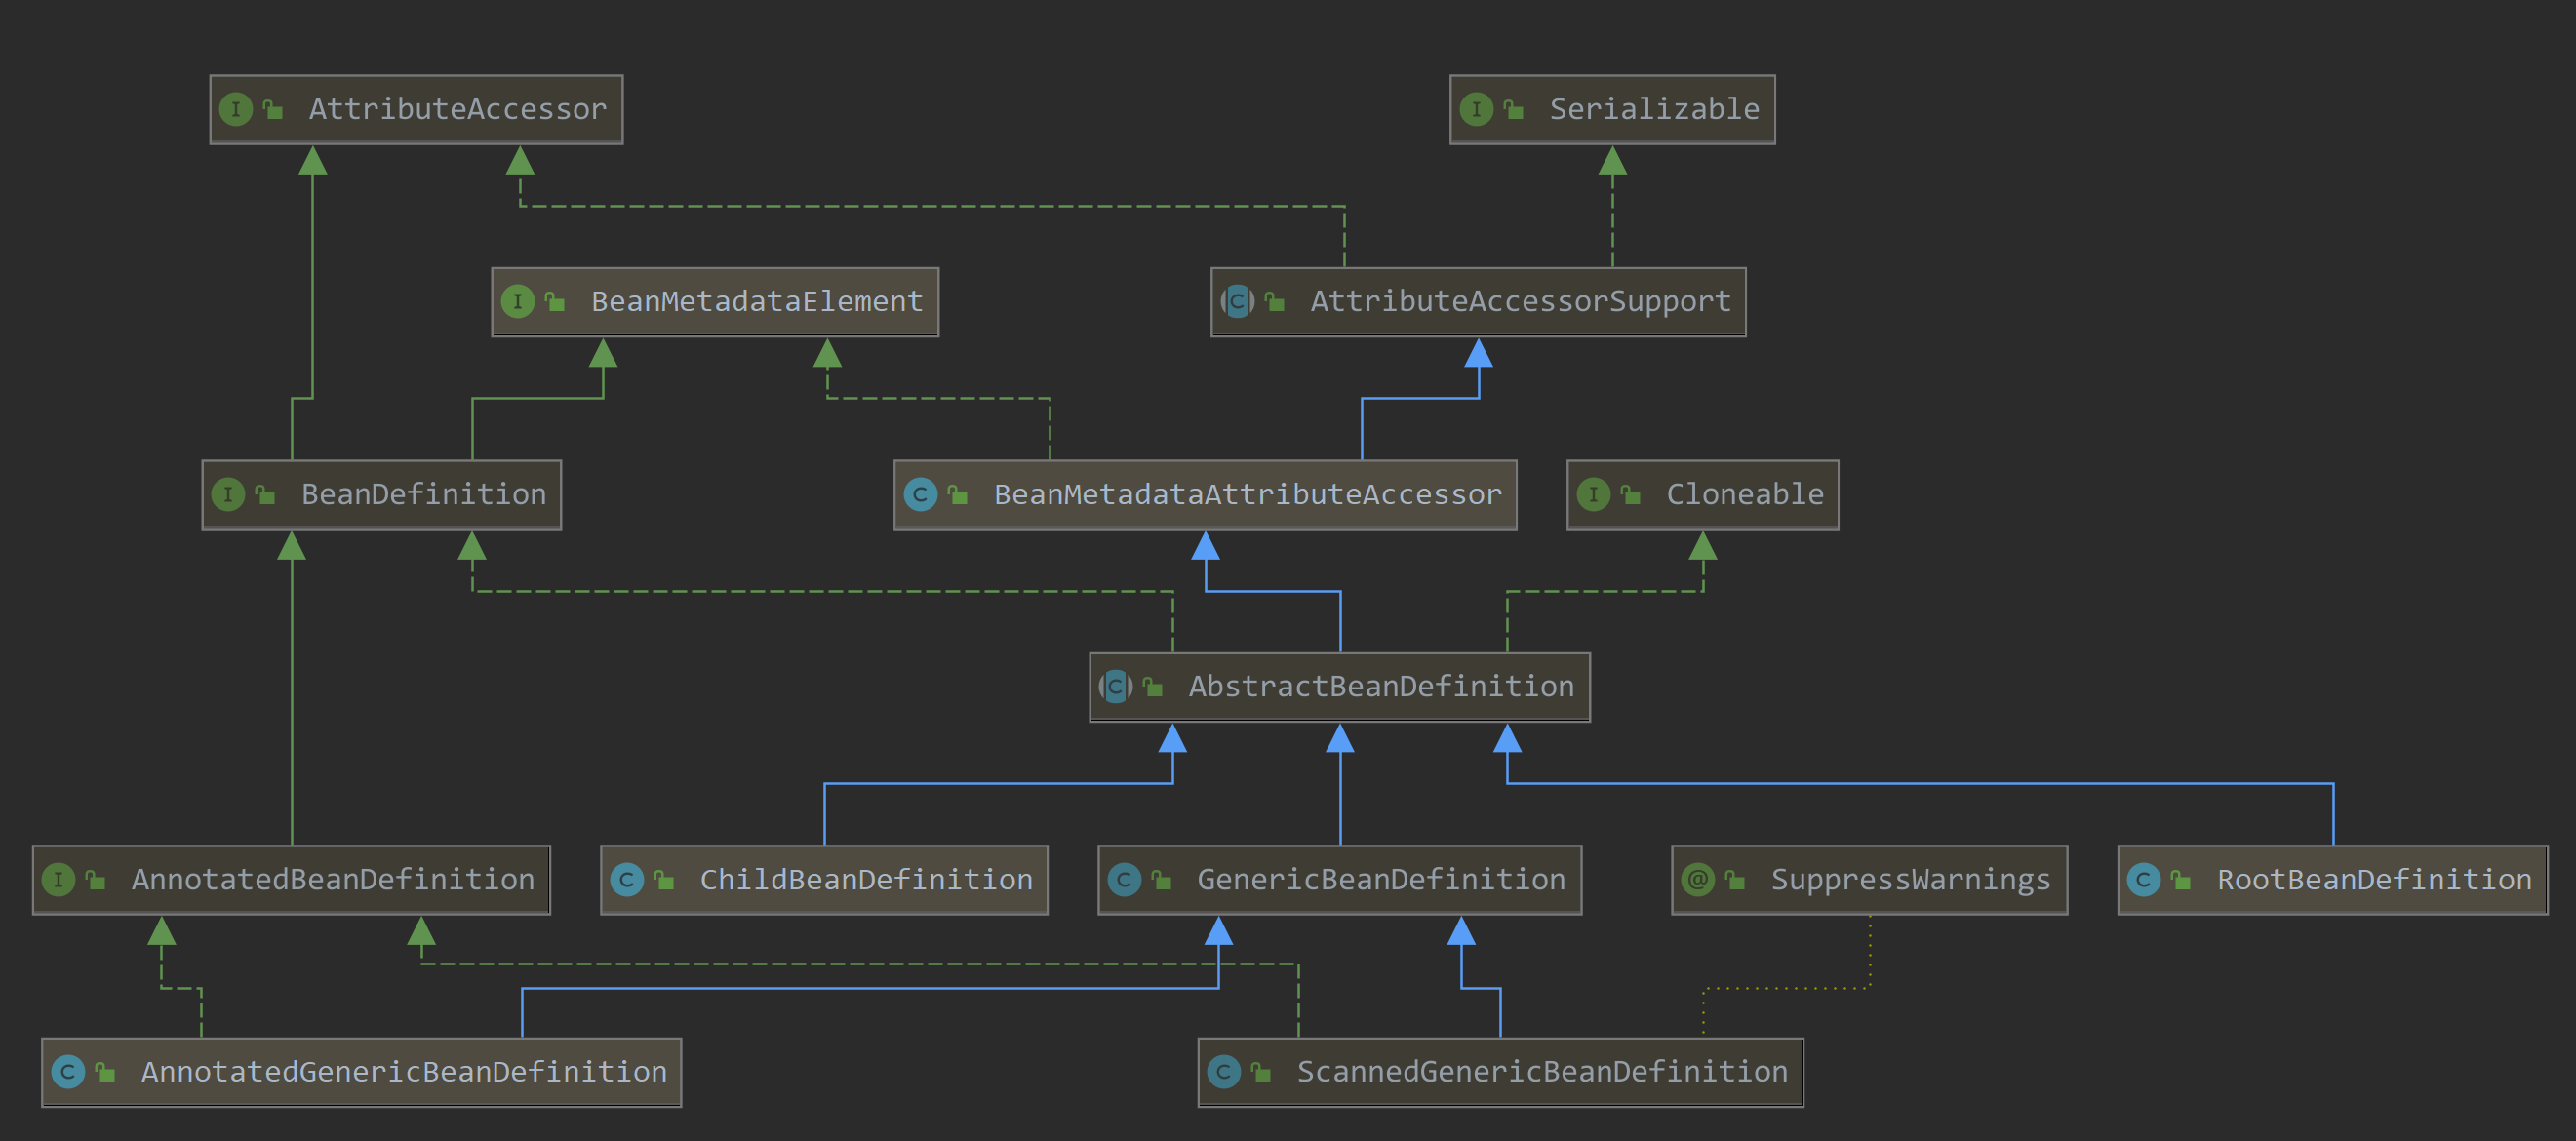 AttributeAccessor
Serializable
BeanMetadataElement
AttributeAccessorSupport
BeanDefinition
BeanMetadataAttributeAccessor
Cloneable
AbstractBeanDefinition
AnnotatedBeanDefinition
ChildBeanDefinition
GenericBeanDefinition
SuppressWarnings
RootBeanDefinition
AnnotatedGenericBeanDefinition
ScannedGenericBeanDefinition